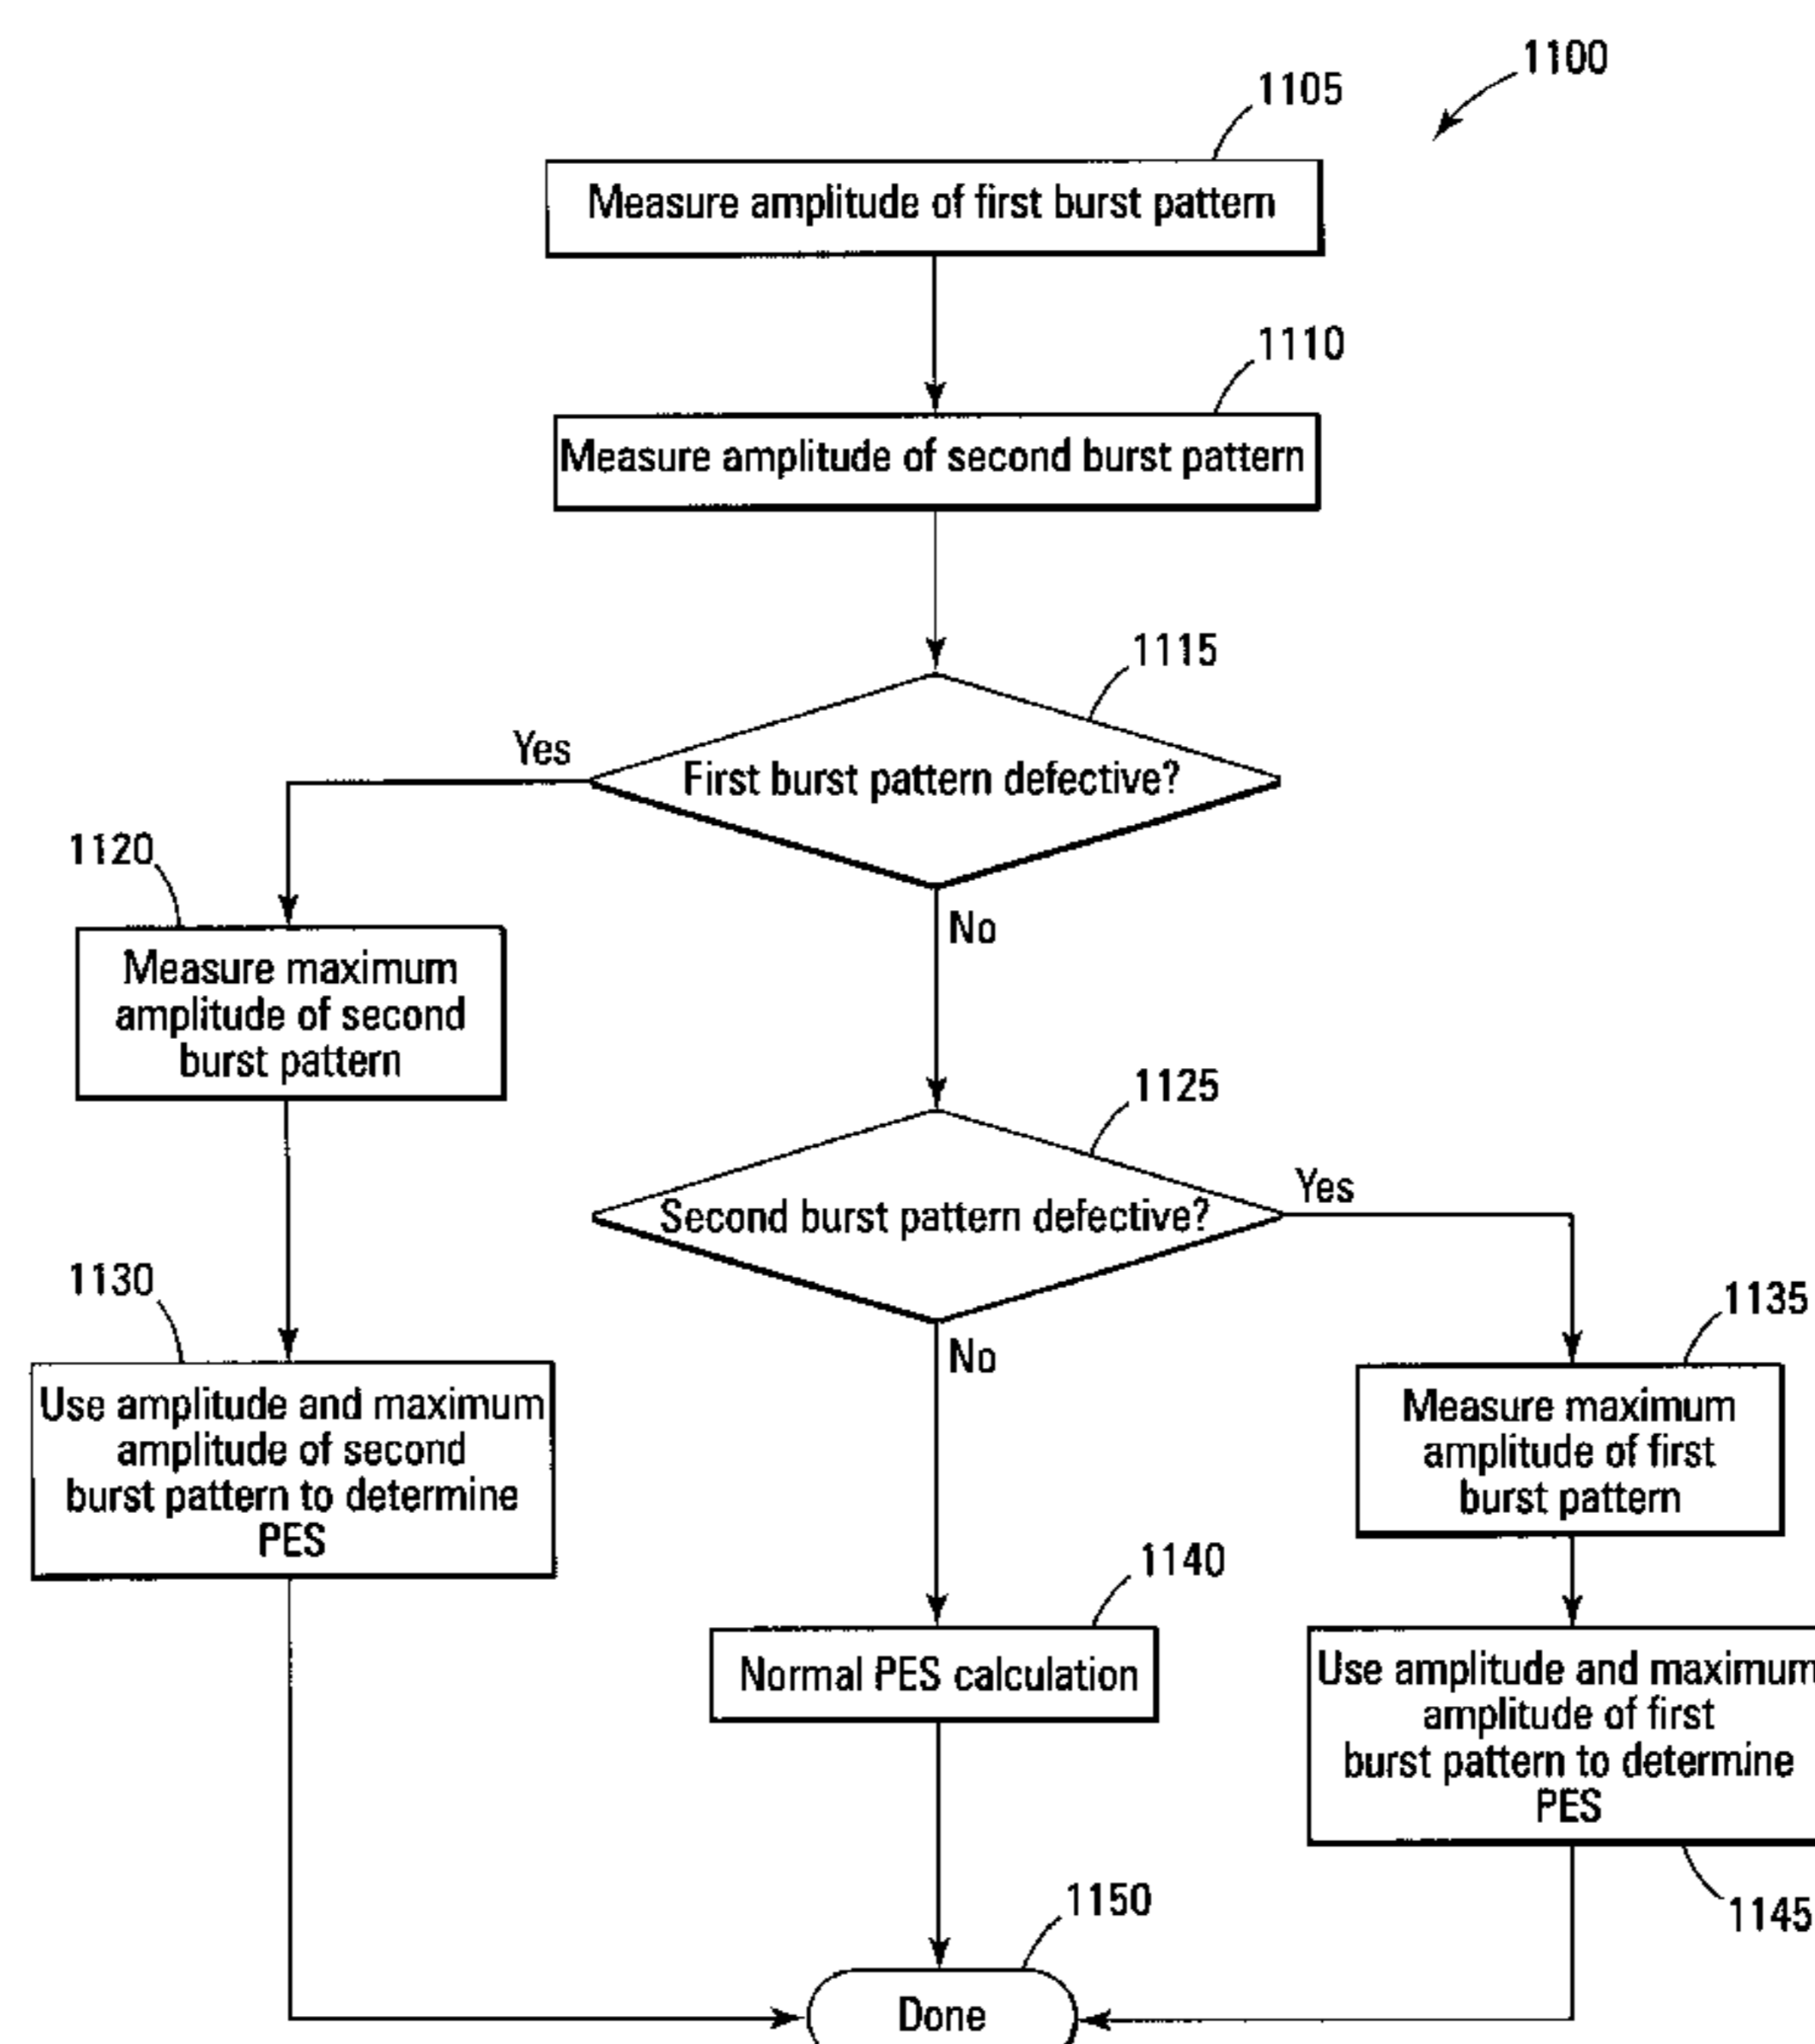 1100
1105
Measure amplitude of first burst pattern
1110
Measure amplitude of second burst pattern
1115
First burst pattern defective?
Yes
No
1120
Measure maximum
amplitude of second
burst pattern
1125
Second burst pattern defective?
Yes
No
1130
Use amplitude and maximum
amplitude of second
burst pattern to determine
PES
1135
Measure maximum
amplitude of first
burst pattern
1140
Normal PES calculation
Use amplitude and maximum
amplitude of first
burst pattern to determine
PES
1145
1150
Done